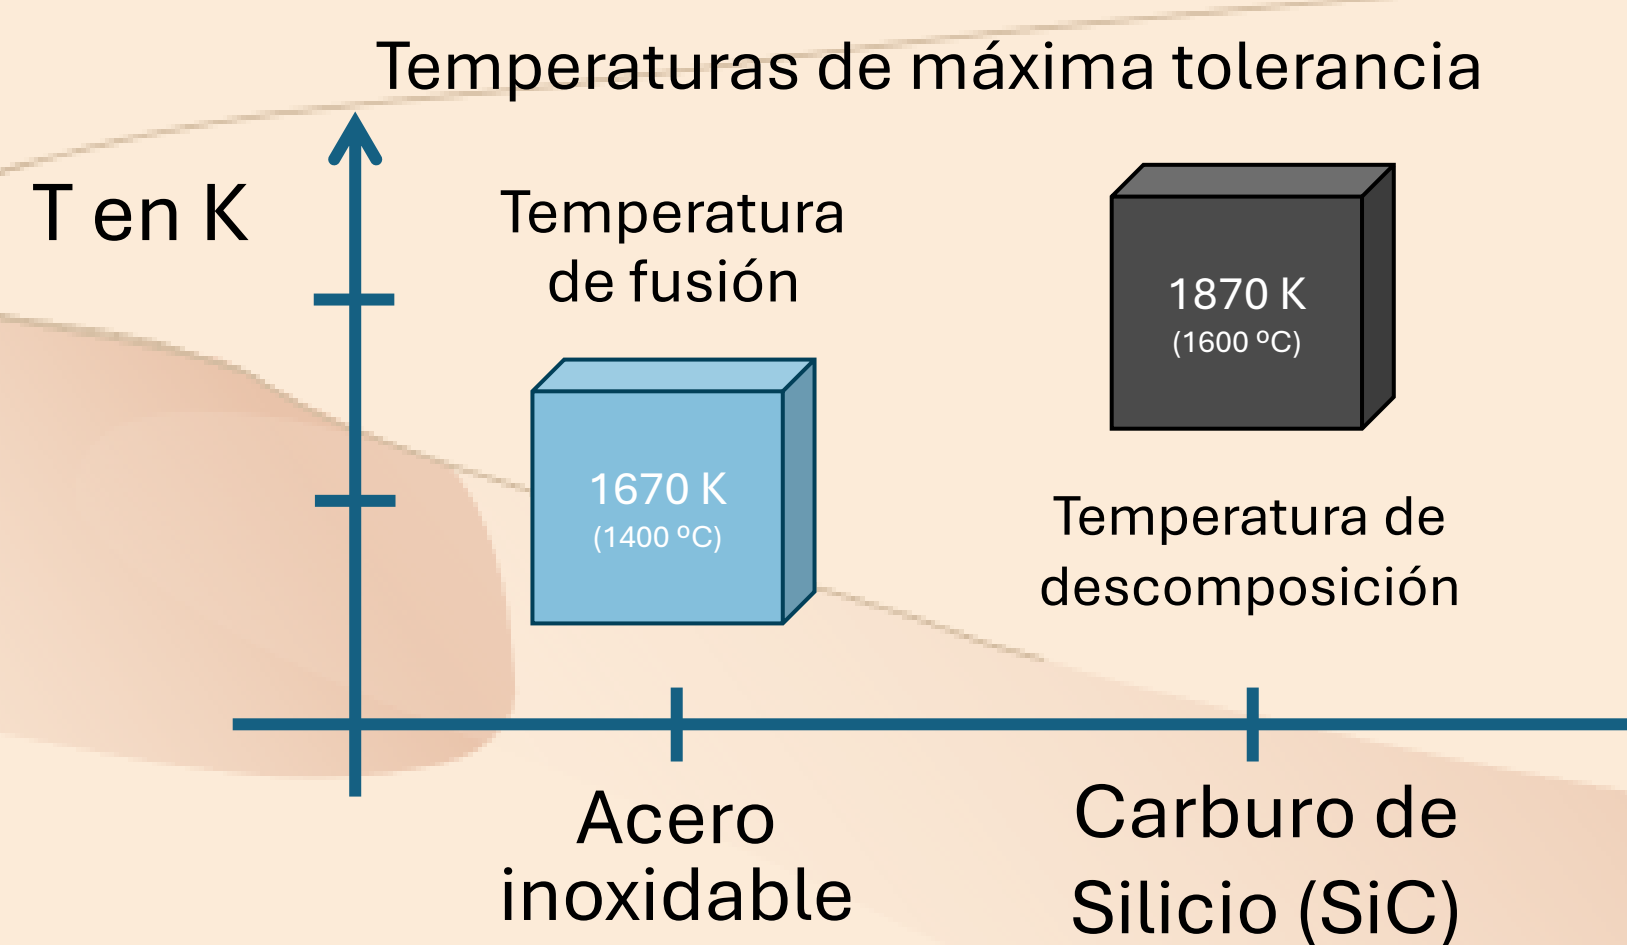 Temperaturas de máxima tolerancia
T en K
Temperatura
de fusión
1670 K
(1400 ºC)
1870 K
(1600 ºC)
Temperatura de
descomposición
Acero
inoxidable
Carburo de
Silicio (SiC)